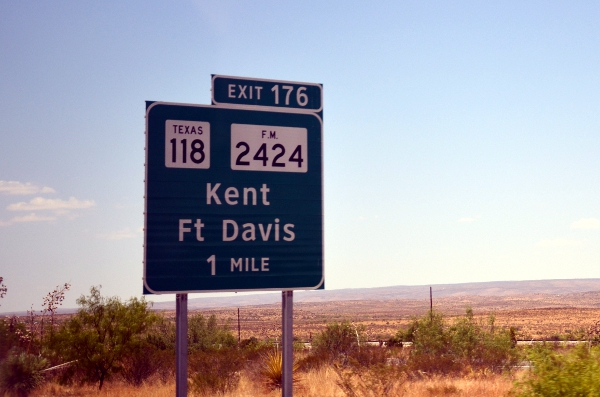 EXIT 176
TEXAS
118
F.M.
2424
Kent
Ft Davis
1 MILE